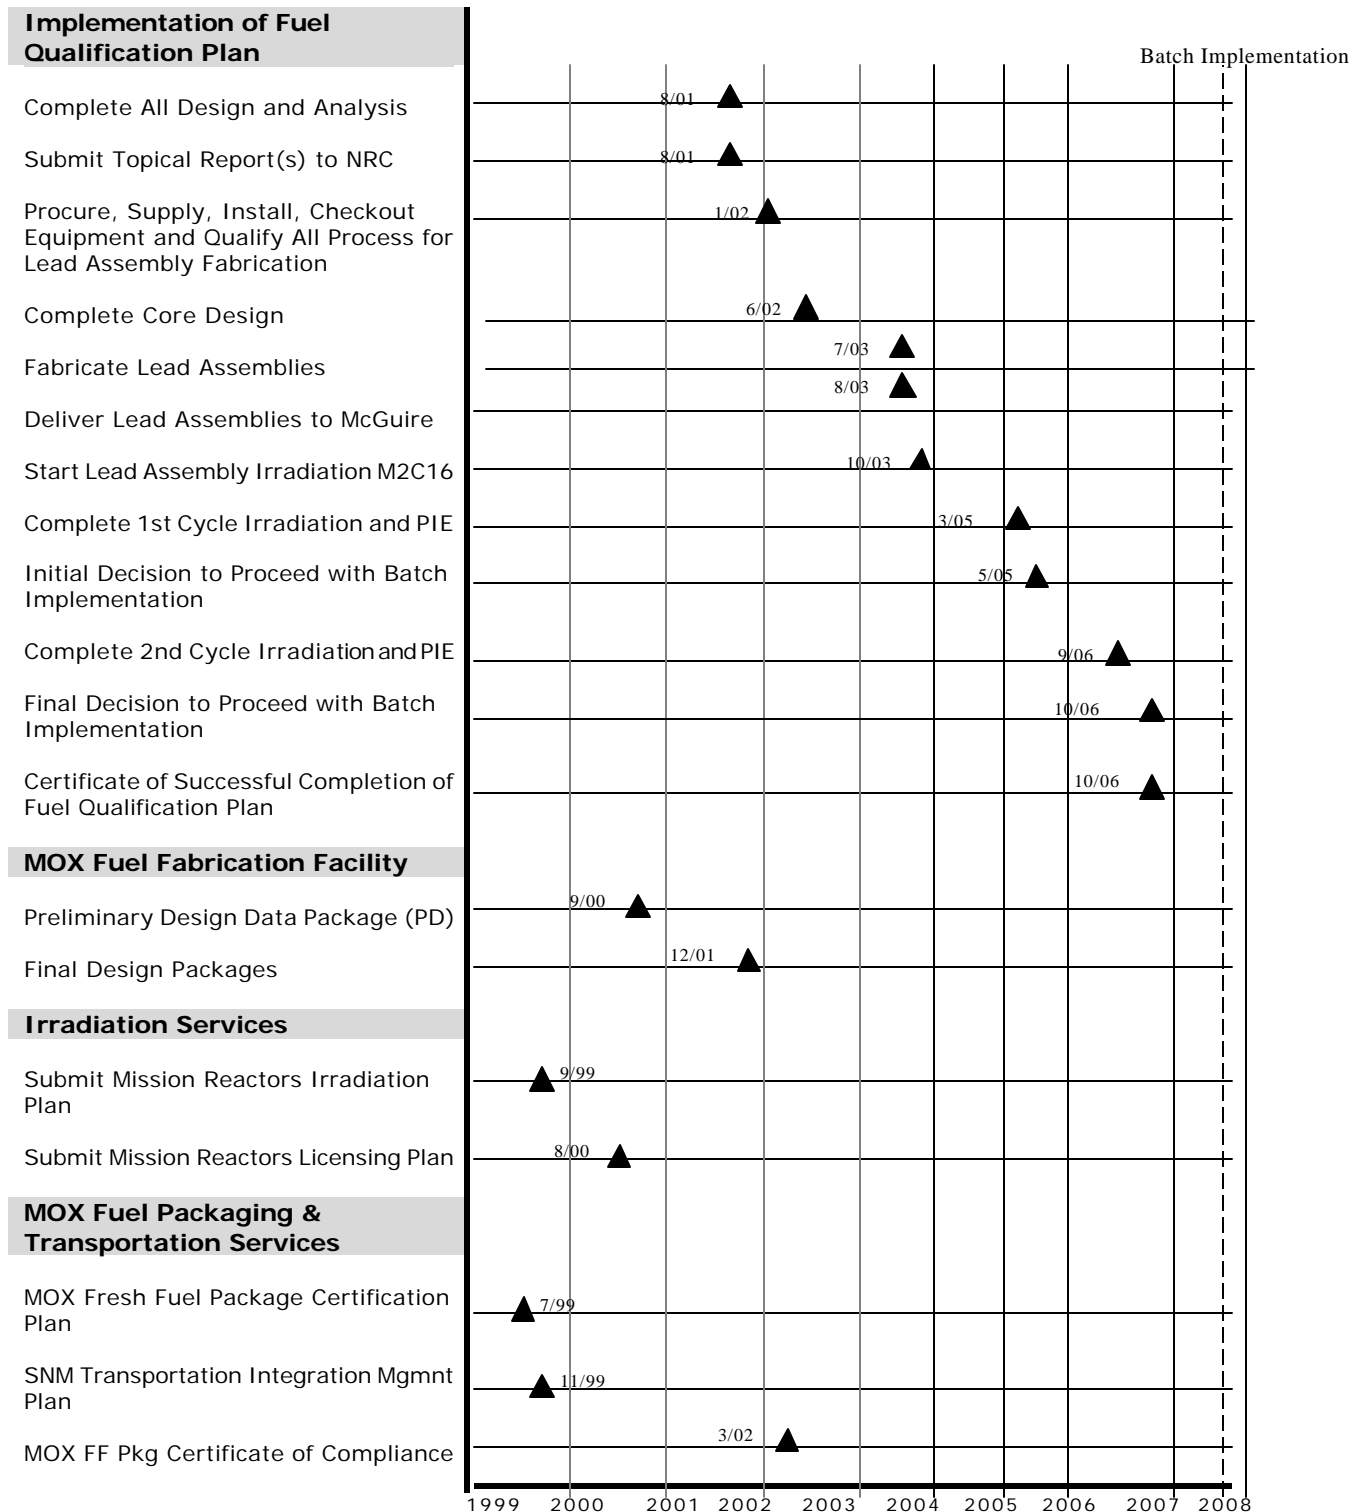 Implementation of Fuel
Qualification Plan
Batch Implementation
Complete All Design and Analysis
8/01
Submit Topical Report(s) to NRC
8/01
Procure, Supply, Install, Checkout
1/02
Equipment and Qualify All Process for
Lead Assembly Fabrication
Complete Core Design
6/02
7/03
Fabricate Lead Assemblies
8/03
Deliver Lead Assemblies to McGuire
Start Lead Assembly Irradiation M2C16
10/03
Complete 1st Cycle Irradiation and PIE
3/05
Initial Decision to Proceed with Batch
5/05
Implementation
Complete 2nd Cycle Irradiation and PIE
9/06
Final Decision to Proceed with Batch
10/06
Implementation
Certificate of Successful Completion of
10/06
Fuel Qualification Plan
MOX Fuel Fabrication Facility
Preliminary Design Data Package (PD)
9/00
Final Design Packages
12/01
Irradiation Services
Submit Mission Reactors Irradiation
9/99
Plan
Submit Mission Reactors Licensing Plan
8/00
MOX Fuel Packaging &
Transportation Services
MOX Fresh Fuel Package Certification
7/99
Plan
SNM Transportation Integration Mgmnt
11/99
Plan
MOX FF Pkg Certificate of Compliance
3/02
1999 2000 2001 2002 2003 2004 2005 2006 2007 2008